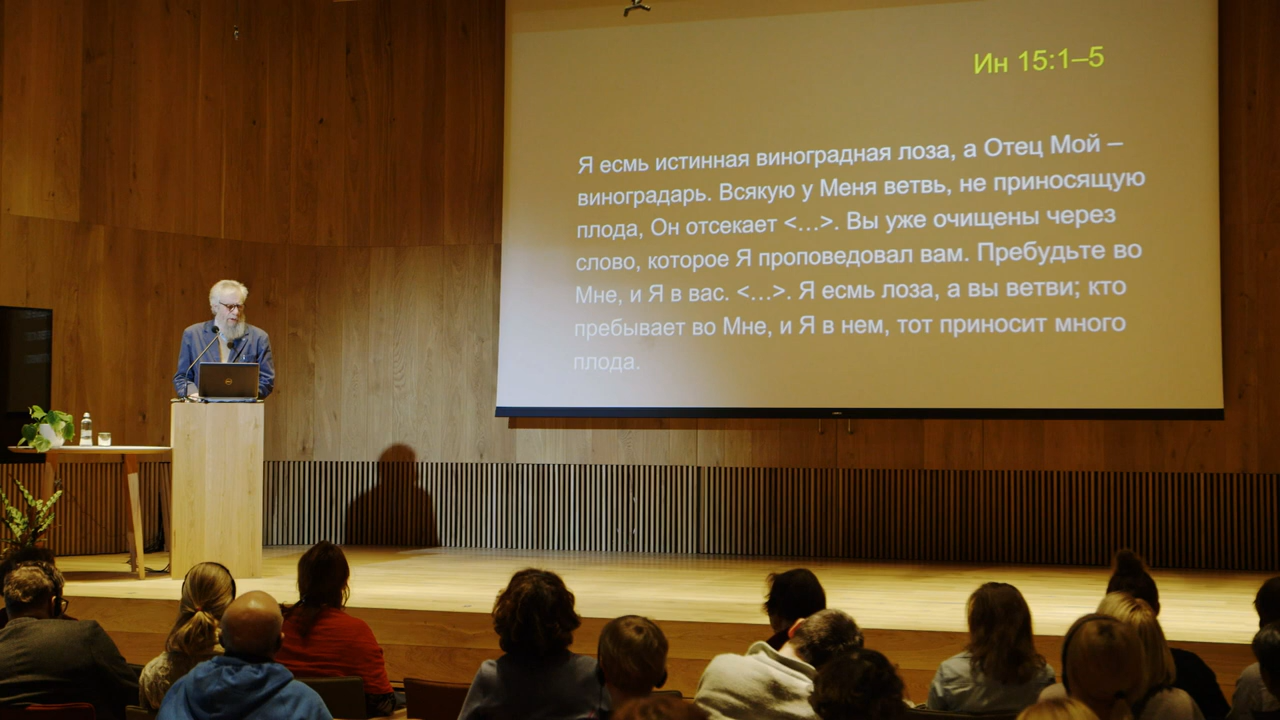 Ин 15:1–5
Я есмь истинная виноградная лоза, а Отец Мой –
виноградарь. Всякую у Меня ветвь, не приносящую
плода, Он отсекает <...>. Вы уже очищены через
слово, которое Я проповедовал вам. Пребудьте во
Мне, и Я в вас. <...>. Я есмь лоза, а вы ветви; кто
пребывает во Мне, и Я в нем, тот приносит много
плода.